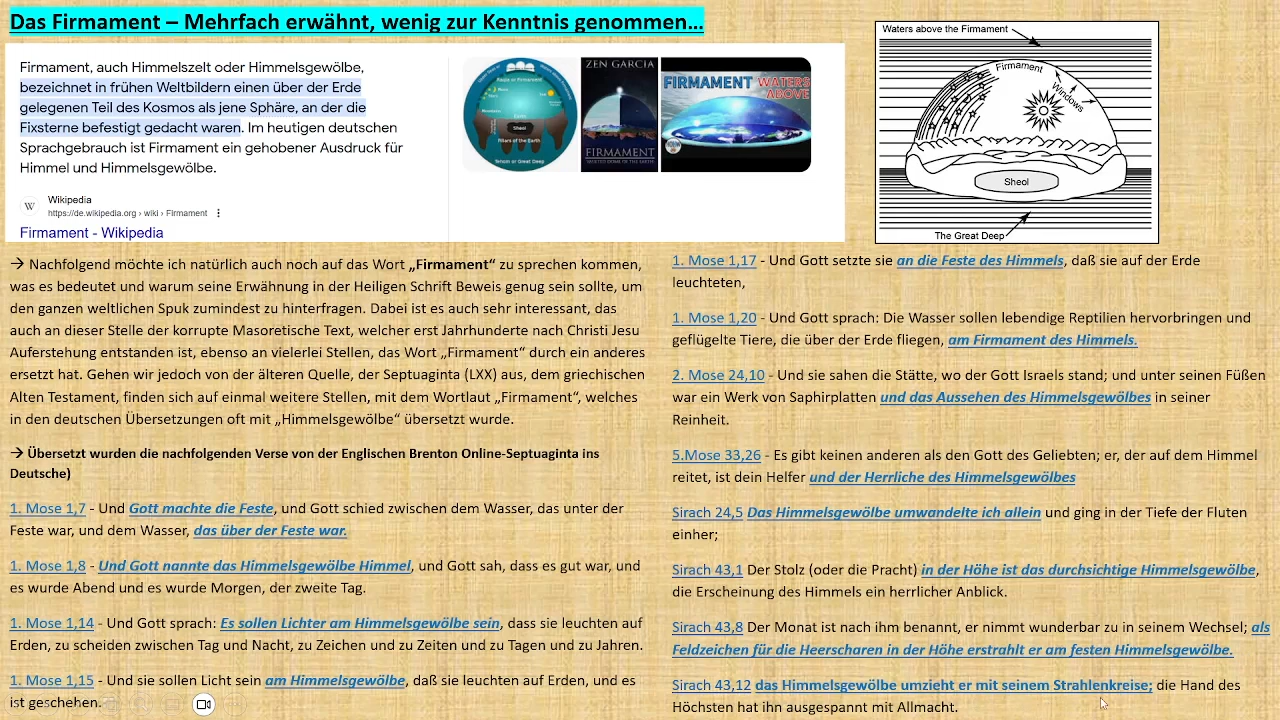 Das Firmament – Mehrfach erwähnt, wenig zur Kenntnis genommen…
Firmament, auch Himmelszelt oder Himmelsgewölbe,
bezeichnet in frühen Weltbildern einen über der Erde
gelegenen Teil des Kosmos als jene Sphäre, an der die
Fixsterne befestigt gedacht waren. Im heutigen deutschen
Sprachgebrauch ist Firmament ein gehobener Ausdruck für
Himmel und Himmelsgewölbe.
W
Wikipedia
https://de.wikipedia.org › wiki › Firmament
Firmament - Wikipedia
Sheol
Pillars of the Earth
Tehom or Great Deep
ZEN GARCIA
FIRMAMENT
FIRMAMENT WATERS
ABOVE
Waters above the Firmament
Firmament
Windows
Sheol
The Great Deep
→ Nachfolgend möchte ich natürlich auch noch auf das Wort „Firmament“ zu sprechen kommen,
was es bedeutet und warum seine Erwähnung in der Heiligen Schrift Beweis genug sein sollte, um
den ganzen weltlichen Spuk zumindest zu hinterfragen. Dabei ist es auch sehr interessant, das
auch an dieser Stelle der korrupte Masoretische Text, welcher erst Jahrhunderte nach Christi Jesu
Auferstehung entstanden ist, ebenso an vielerlei Stellen, das Wort „Firmament“ durch ein anderes
ersetzt hat. Gehen wir jedoch von der älteren Quelle, der Septuaginta (LXX) aus, dem griechischen
Alten Testament, finden sich auf einmal weitere Stellen, mit dem Wortlaut „Firmament“, welches
in den deutschen Übersetzungen oft mit „Himmelsgewölbe“ übersetzt wurde.
→ Übersetzt wurden die nachfolgenden Verse von der Englischen Brenton Online-Septuaginta ins
Deutsche)
1. Mose 1,7 - Und Gott machte die Feste, und Gott schied zwischen dem Wasser, das unter der
Feste war, und dem Wasser, das über der Feste war.
1. Mose 1,8 - Und Gott nannte das Himmelsgewölbe Himmel, und Gott sah, dass es gut war, und
es wurde Abend und es wurde Morgen, der zweite Tag.
1. Mose 1,14 - Und Gott sprach: Es sollen Lichter am Himmelsgewölbe sein, dass sie leuchten auf
Erden, zu scheiden zwischen Tag und Nacht, zu Zeichen und zu Zeiten und zu Tagen und zu Jahren.
1. Mose 1,15 - Und sie sollen Licht sein am Himmelsgewölbe, daß sie leuchten auf Erden, und es
ist geschehen.
1. Mose 1,17 - Und Gott setzte sie an die Feste des Himmels, daß sie auf der Erde
leuchteten,
1. Mose 1,20 - Und Gott sprach: Die Wasser sollen lebendige Reptilien hervorbringen und
geflügelte Tiere, die über der Erde fliegen, am Firmament des Himmels.
2. Mose 24,10 - Und sie sahen die Stätte, wo der Gott Israels stand; und unter seinen Füßen
war ein Werk von Saphirplatten und das Aussehen des Himmelsgewölbes in seiner
Reinheit.
5.Mose 33,26 - Es gibt keinen anderen als den Gott des Geliebten; er, der auf dem Himmel
reitet, ist dein Helfer und der Herrliche des Himmelsgewölbes
Sirach 24,5 Das Himmelsgewölbe umwandelte ich allein und ging in der Tiefe der Fluten
einher;
Sirach 43,1 Der Stolz (oder die Pracht) in der Höhe ist das durchsichtige Himmelsgewölbe,
die Erscheinung des Himmels ein herrlicher Anblick.
Sirach 43,8 Der Monat ist nach ihm benannt, er nimmt wunderbar zu in seinem Wechsel; als
Feldzeichen für die Heerscharen in der Höhe erstrahlt er am festen Himmelsgewölbe.
Sirach 43,12 das Himmelsgewölbe umzieht er mit seinem Strahlenkreise; die Hand des
Höchsten hat ihn ausgespannt mit Allmacht.